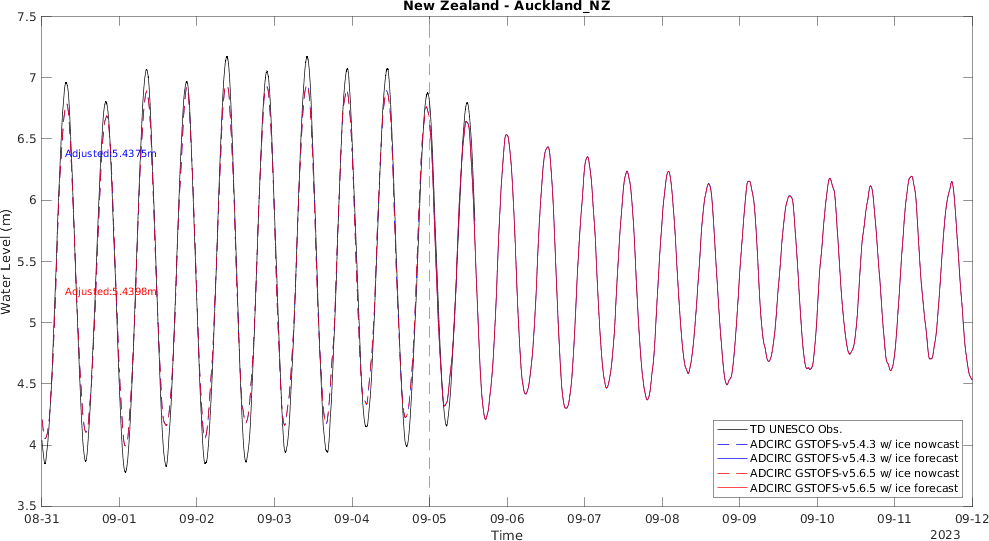 New Zealand - Auckland_NZ
7.5
7
6.5
6
5.5
5
4.5
4
3.5
Water Level (m)
Adjusted:5.4375m
Adjusted:5.4398m
TD UNESCO Obs.
ADCIRC GSTOFS-v5.4.3 w/ ice nowcast
ADCIRC GSTOFS-v5.4.3 w/ ice forecast
ADCIRC GSTOFS-v5.6.5 w/ ice nowcast
ADCIRC GSTOFS-v5.6.5 w/ ice forecast
08-31 09-01 09-02 09-03 09-04 09-05 09-06 09-07 09-08 09-09 09-10 09-11 09-12
Time
2023